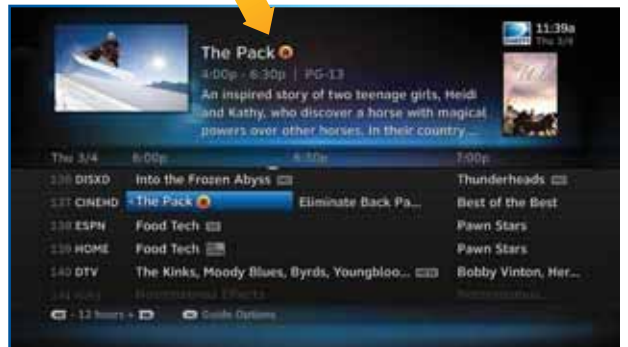 11:39a
Thu 3/4
The Pack
4:00p - 6:30p | PG-13
An inspired story of two teenage girls, Heidi
and Kathy, who discover a horse with magical
powers over other horses. In their country...
Thu 3/4 6:00p 6:30p 7:00p
DISXD Into the Frozen Abyss Thunderheads
CINEHD The Pack Eliminate Back Pa... Best of the Best
ESPN Food Tech Pawn Stars
HOME Food Tech Pawn Stars
140 DTV The Kinks, Moody Blues, Byrds, Youngbloo... Bobby Vinton, Her...
- 12 hours + Guide Options